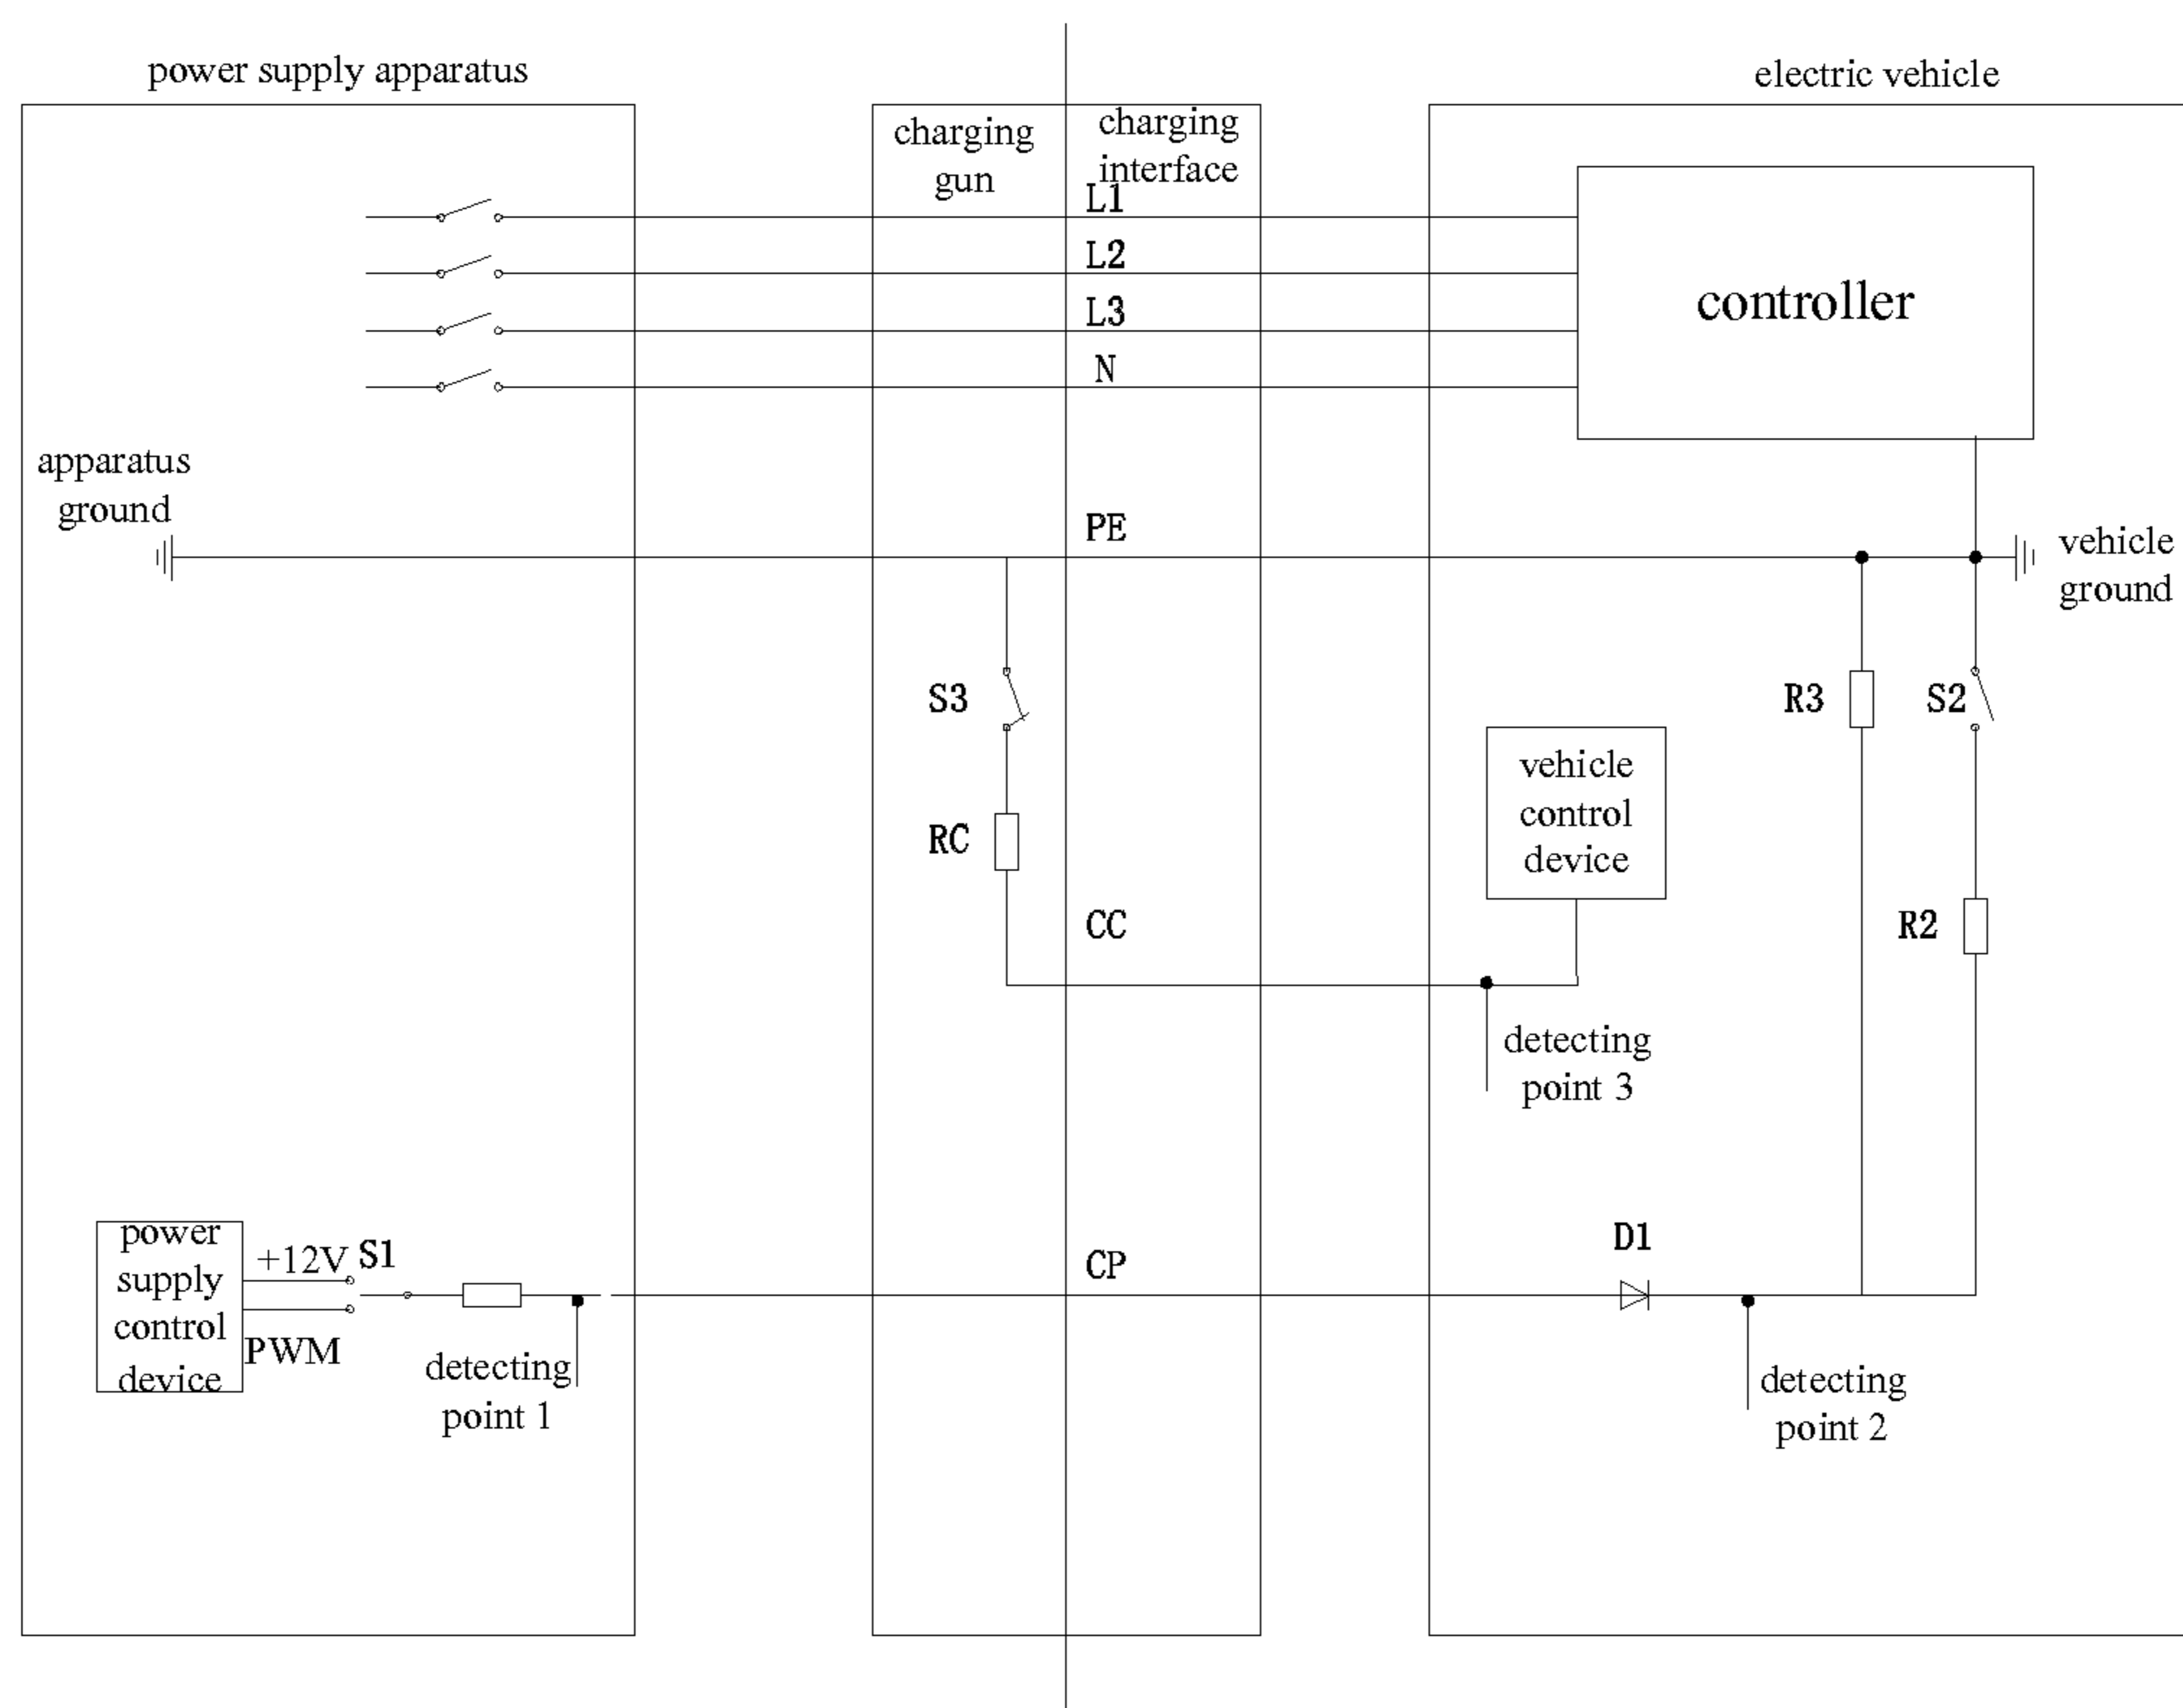 power supply apparatus
electric vehicle
charging
gun
charging
interface
L1
L2
L3
N
controller
apparatus
ground
PE
vehicle
ground
S3
R3
S2
vehicle
control
device
RC
CC
R2
detecting
point 3
power
supply
control
device
+12V
S1
PWM
detecting
point 1
CP
D1
detecting
point 2